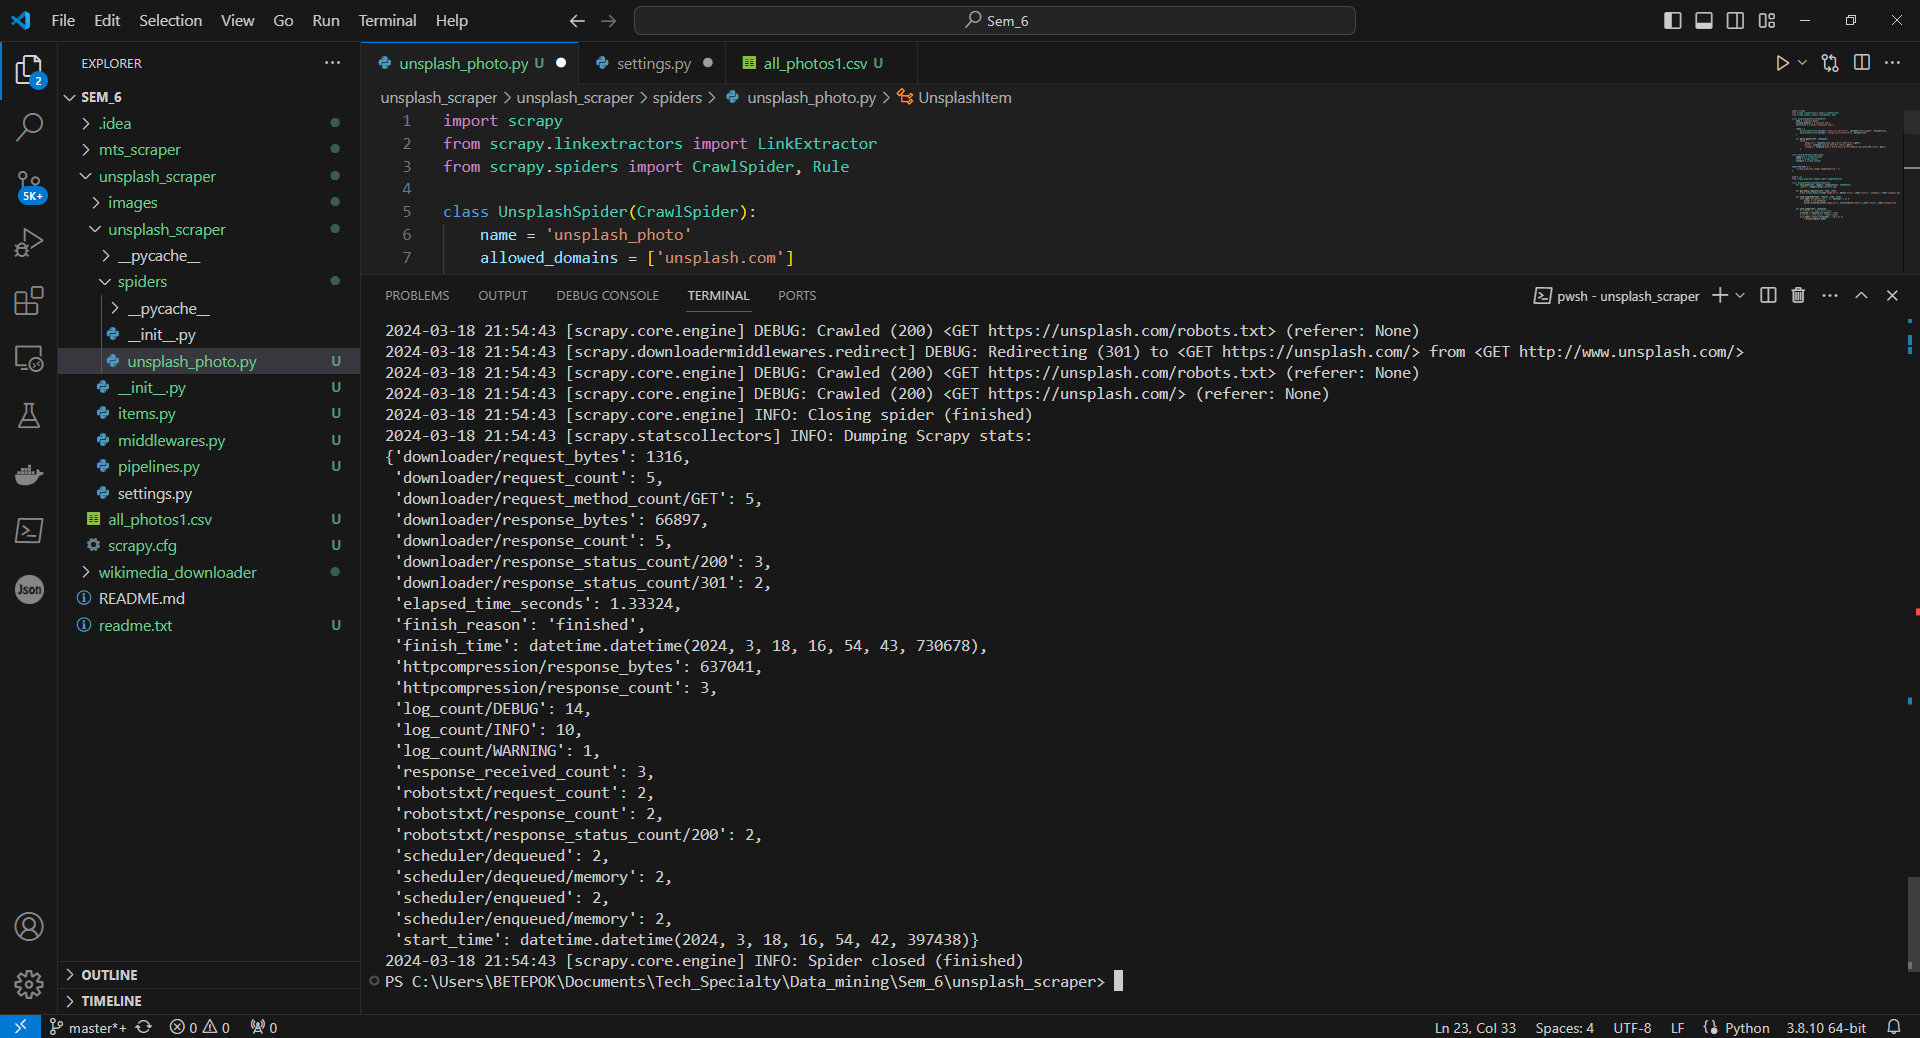 File Edit Selection View Go Run Terminal Help
Sem_6
EXPLORER
SEM_6
.idea
mts_scraper
unsplash_scraper
images
unsplash_scraper
__pycache__
spiders
__pycache__
__init__.py
unsplash_photo.py U
__init__.py U
items.py U
middlewares.py U
pipelines.py U
settings.py
all_photos1.csv U
scrapy.cfg U
wikimedia_downloader
README.md
readme.txt U
OUTLINE
TIMELINE
2
5K+
Json
unsplash_photo.py U
settings.py
all_photos1.csv U
unsplash_scraper > unsplash_scraper > spiders > unsplash_photo.py > UnsplashItem
1 import scrapy
2 from scrapy.linkextractors import LinkExtractor
3 from scrapy.spiders import CrawlSpider, Rule
4
5 class UnsplashSpider(CrawlSpider):
6 name = 'unsplash_photo'
7 allowed_domains = ['unsplash.com']
PROBLEMS OUTPUT DEBUG CONSOLE TERMINAL PORTS
pwsh - unsplash_scraper
2024-03-18 21:54:43 [scrapy.core.engine] DEBUG: Crawled (200) <GET https://unsplash.com/robots.txt> (referer: None)
2024-03-18 21:54:43 [scrapy.downloadermiddlewares.redirect] DEBUG: Redirecting (301) to <GET https://unsplash.com/> from <GET http://www.unsplash.com/>
2024-03-18 21:54:43 [scrapy.core.engine] DEBUG: Crawled (200) <GET https://unsplash.com/robots.txt> (referer: None)
2024-03-18 21:54:43 [scrapy.core.engine] DEBUG: Crawled (200) <GET https://unsplash.com/> (referer: None)
2024-03-18 21:54:43 [scrapy.core.engine] INFO: Closing spider (finished)
2024-03-18 21:54:43 [scrapy.statscollectors] INFO: Dumping Scrapy stats:
{'downloader/request_bytes': 1316,
'downloader/request_count': 5,
'downloader/request_method_count/GET': 5,
'downloader/response_bytes': 66897,
'downloader/response_count': 5,
'downloader/response_status_count/200': 3,
'downloader/response_status_count/301': 2,
'elapsed_time_seconds': 1.33324,
'finish_reason': 'finished',
'finish_time': datetime.datetime(2024, 3, 18, 16, 54, 43, 730678),
'httpcompression/response_bytes': 637041,
'httpcompression/response_count': 3,
'log_count/DEBUG': 14,
'log_count/INFO': 10,
'log_count/WARNING': 1,
'response_received_count': 3,
'robotstxt/request_count': 2,
'robotstxt/response_count': 2,
'robotstxt/response_status_count/200': 2,
'scheduler/dequeued': 2,
'scheduler/dequeued/memory': 2,
'scheduler/enqueued': 2,
'scheduler/enqueued/memory': 2,
'start_time': datetime.datetime(2024, 3, 18, 16, 54, 42, 397438)}
2024-03-18 21:54:43 [scrapy.core.engine] INFO: Spider closed (finished)
PS C:\Users\BETEPOK\Documents\Tech_Specialty\Data_mining\Sem_6\unsplash_scraper>
master*+ 0 0 0
Ln 23, Col 33 Spaces: 4 UTF-8 LF Python 3.8.10 64-bit